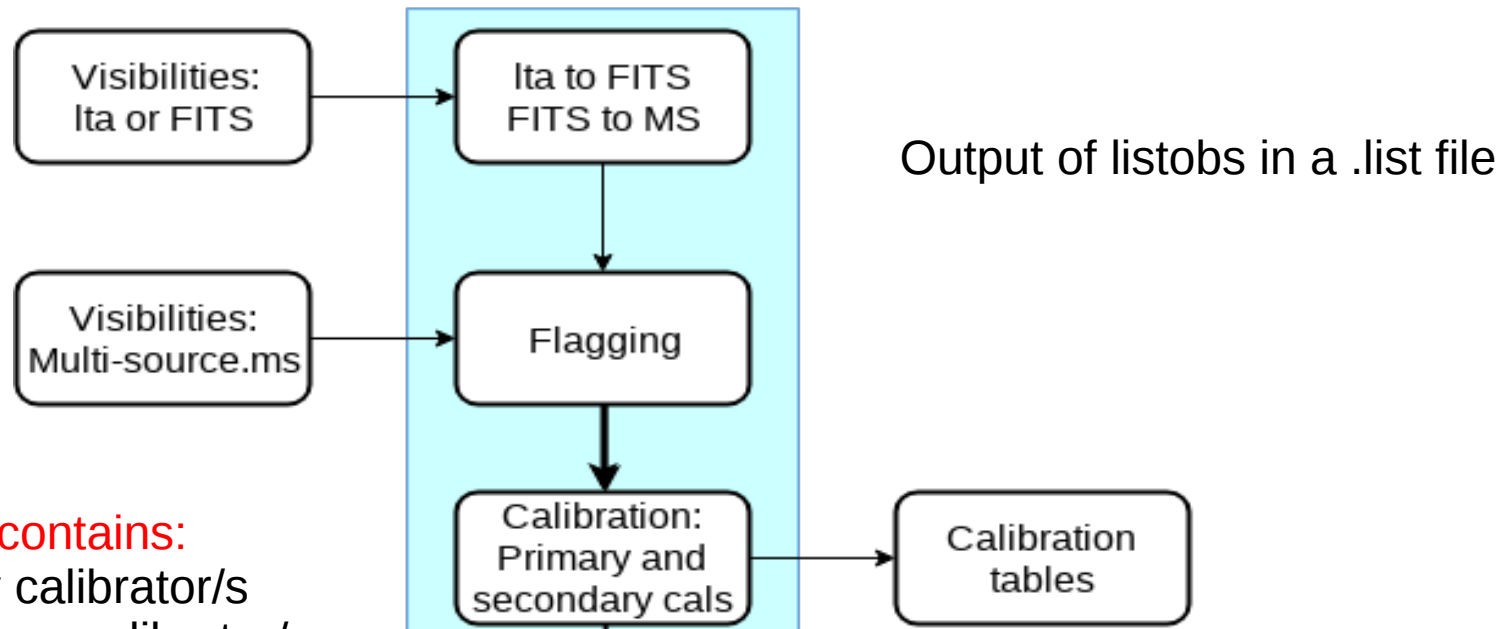 Visibilities:
lta or FITS
lta to FITS
FITS to MS
Output of listobs in a .list file
Visibilities:
Multi-source.ms
Flagging
contains:
calibrator/s
Calibration:
Primary and
secondary cals
Calibration
tables